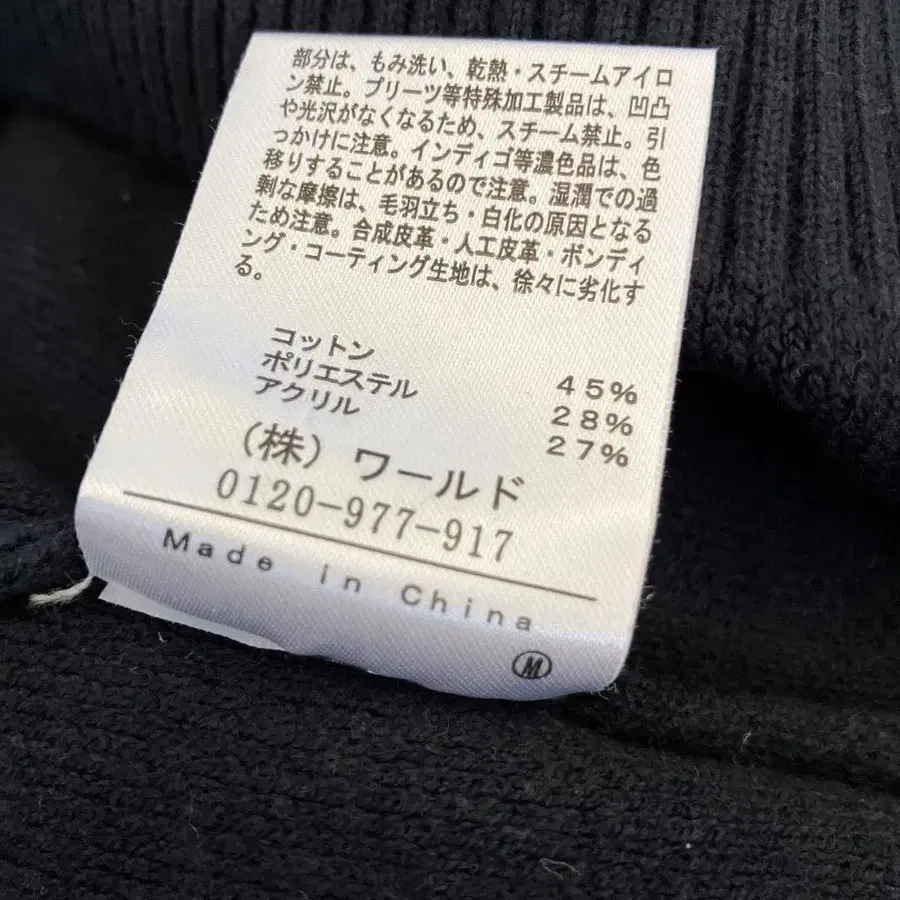 部分は、もみ洗い、乾熱・スチームアイロ
ン禁止。プリーツ等特殊加工製品は、凹凸
や光沢がなくなるため、スチーム禁止。引
っかけに注意。インディゴ等濃色品は、色
移りすることがあるので注意。湿潤での過
剰な摩擦は、毛羽立ち・白化の原因となる
ため注意。合成皮革・人工皮革・ボンディ
ング・コーティング生地は、徐々に劣化す
る。
コットン 45%
ポリエステル 28%
アクリル 27%
(株) ワールド
0120-977-917
Made in China
M